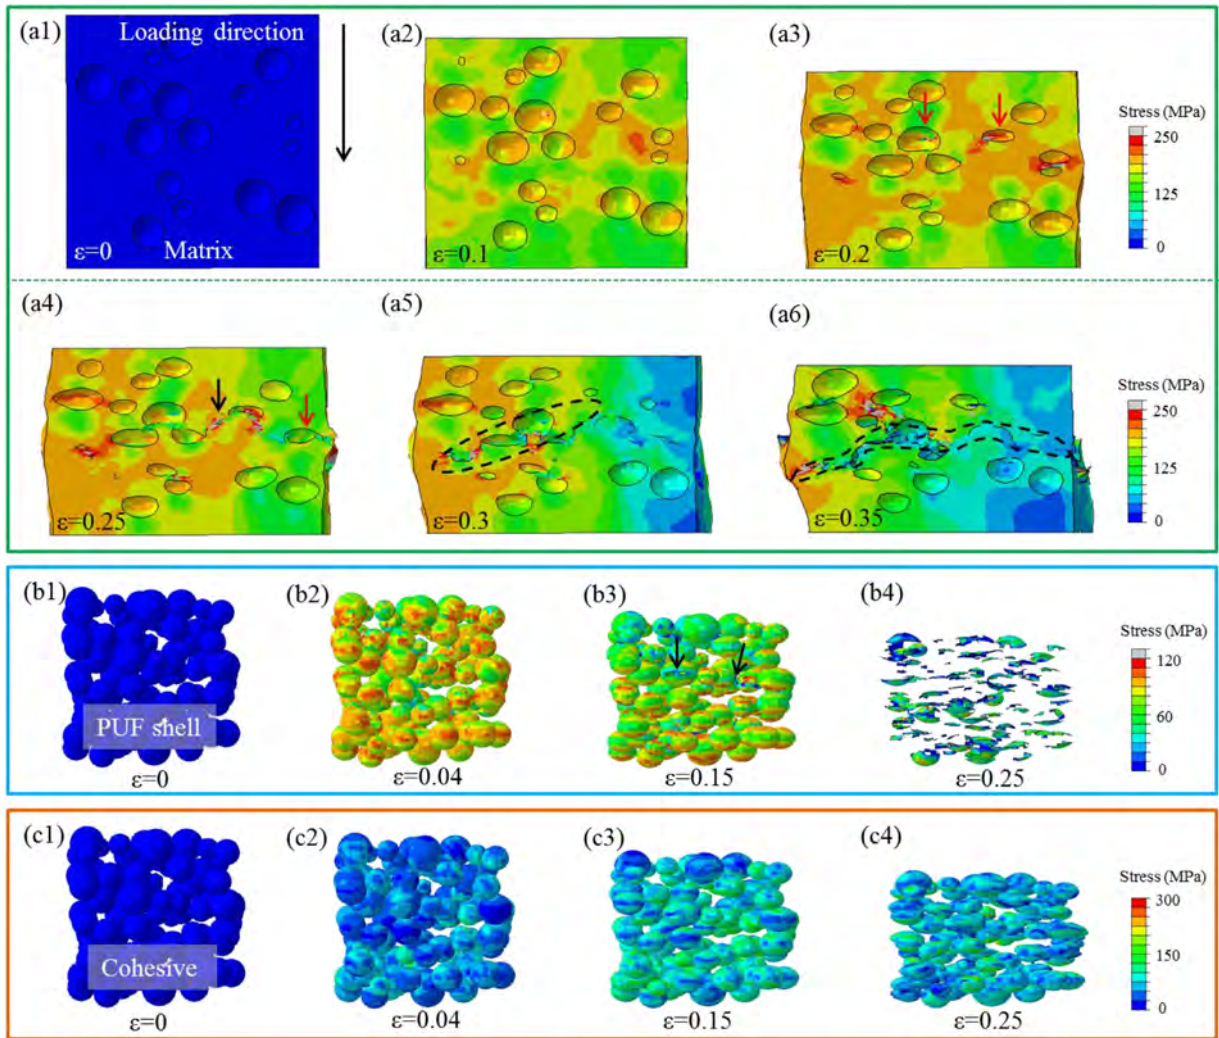 (a1)
Loading direction
ε=0
Matrix
(a2)
ε=0.1
(a3)
ε=0.2
Stress (MPa)
250
125
0
(a4)
ε=0.25
(a5)
ε=0.3
(a6)
ε=0.35
Stress (MPa)
250
125
0
(b1)
PUF shell
ε=0
(b2)
ε=0.04
(b3)
ε=0.15
(b4)
ε=0.25
Stress (MPa)
120
60
0
(c1)
Cohesive
ε=0
(c2)
ε=0.04
(c3)
ε=0.15
(c4)
ε=0.25
Stress (MPa)
300
150
0